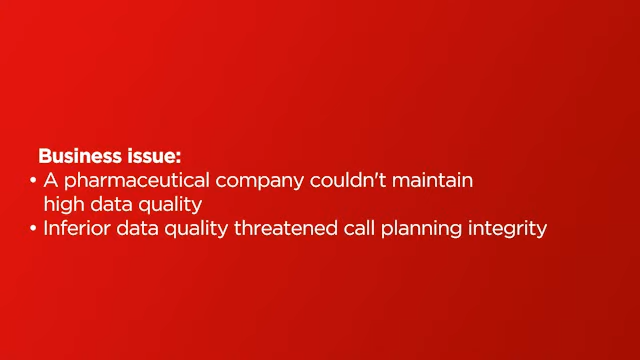 Business issue:
• A pharmaceutical company couldn't maintain
high data quality
• Inferior data quality threatened call planning integrity